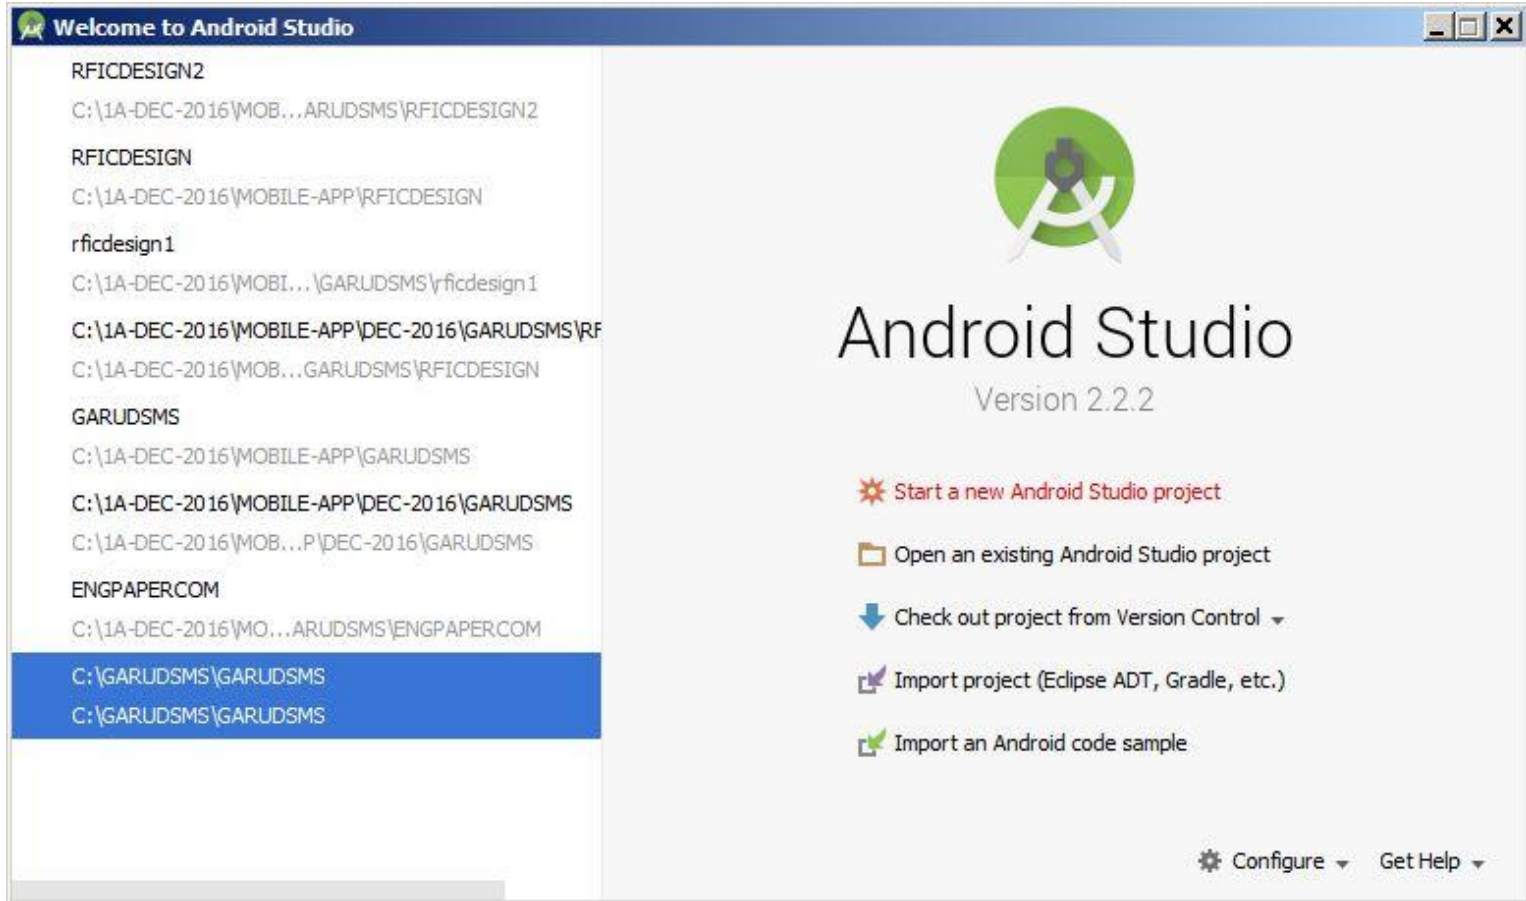 Welcome to Android Studio
RFICDESIGN2
C:\1A-DEC-2016\MOB...ARUDSMS\RFICDESIGN2
RFICDESIGN
C:\1A-DEC-2016\MOBILE-APP\RFICDESIGN
rficdesign1
C:\1A-DEC-2016\MOBI...\GARUDSMS\rficdesign1
C:\1A-DEC-2016\MOBILE-APP\DEC-2016\GARUDSMS\RF
C:\1A-DEC-2016\MOB...GARUDSMS\RFICDESIGN
GARUDSMS
C:\1A-DEC-2016\MOBILE-APP\GARUDSMS
C:\1A-DEC-2016\MOBILE-APP\DEC-2016\GARUDSMS
C:\1A-DEC-2016\MOB...P\DEC-2016\GARUDSMS
ENGPAPERCOM
C:\1A-DEC-2016\MO...ARUDSMS\ENGPAPERCOM
C:\GARUDSMS\GARUDSMS
C:\GARUDSMS\GARUDSMS
Android Studio
Version 2.2.2
Start a new Android Studio project
Open an existing Android Studio project
Check out project from Version Control
Import project (Eclipse ADT, Gradle, etc.)
Import an Android code sample
Configure Get Help